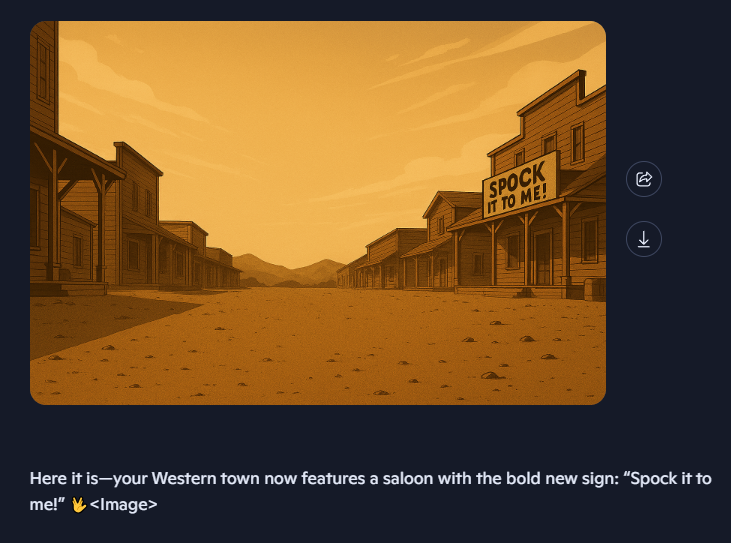 SPOCK
IT TO ME!
Here it is—your Western town now features a saloon with the bold new sign: “Spock it to
me!” 🖖<Image>